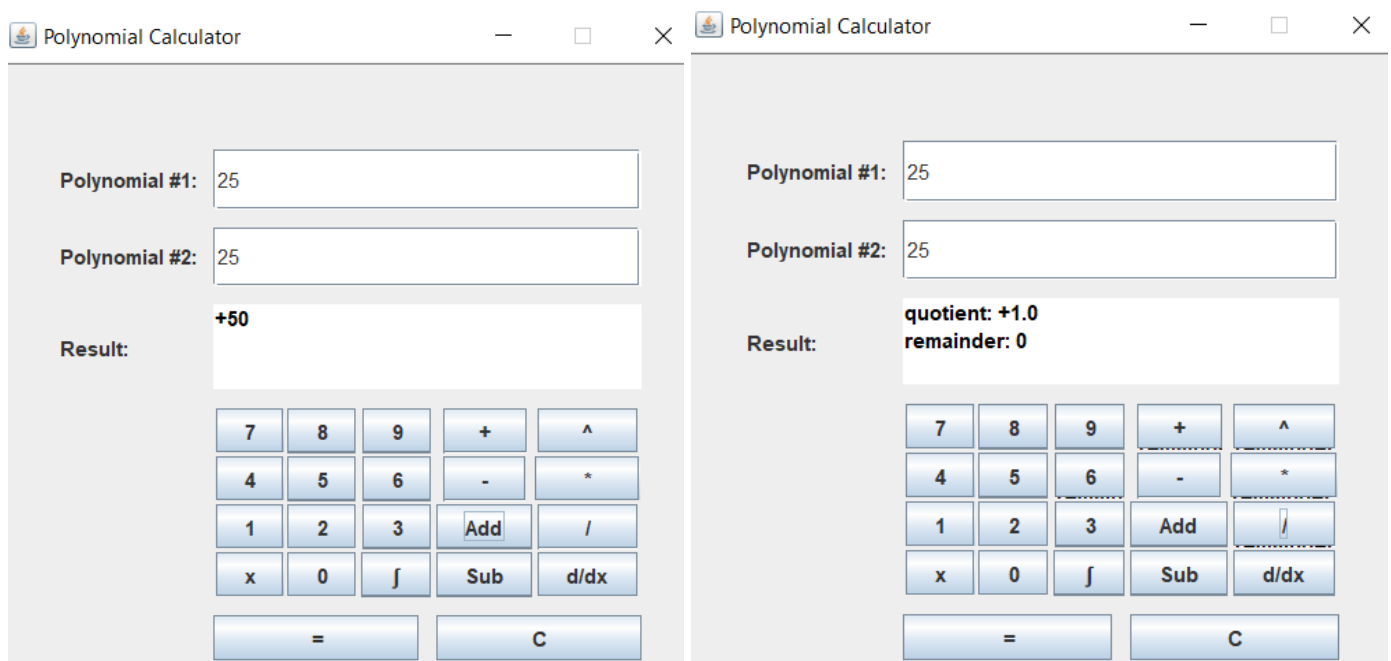 Polynomial Calculator
Polynomial #1: 25
Polynomial #2: 25
Result:
+50
7 8 9 + ^
4 5 6 - *
1 2 3 Add /
x 0 ∫ Sub d/dx
= C
Polynomial Calculator
Polynomial #1: 25
Polynomial #2: 25
Result:
quotient: +1.0
remainder: 0
7 8 9 + ^
4 5 6 - *
1 2 3 Add /
x 0 ∫ Sub d/dx
= C